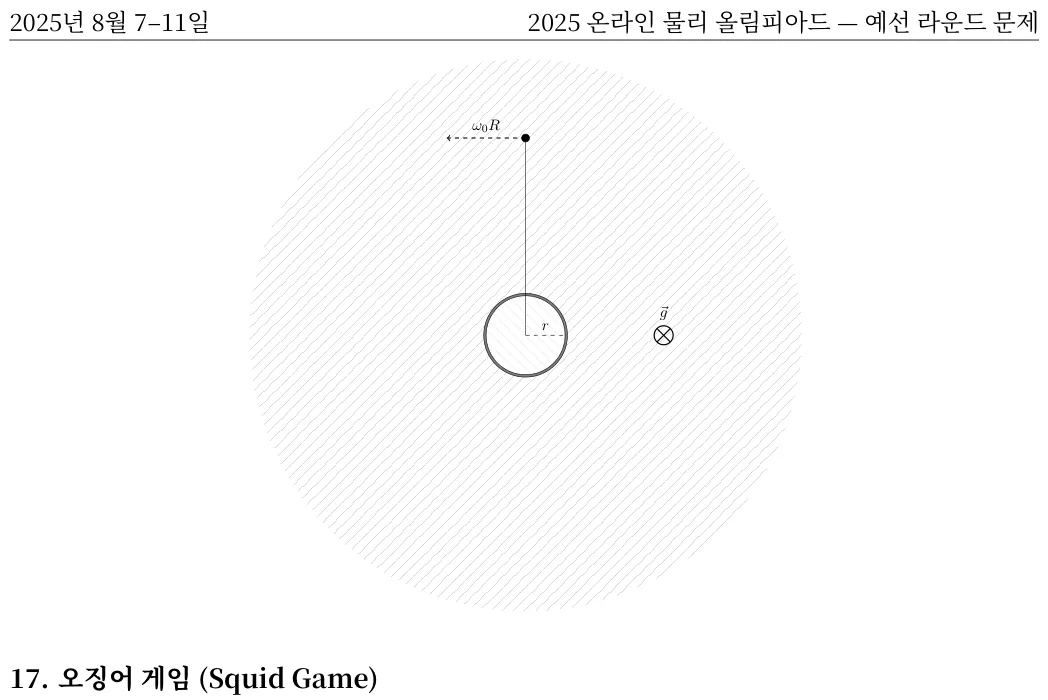 2025년 8월 7–11일 2025 온라인 물리 올림피아드 — 예선 라운드 문제
ω₀R
r
g⃗
17. 오징어 게임 (Squid Game)